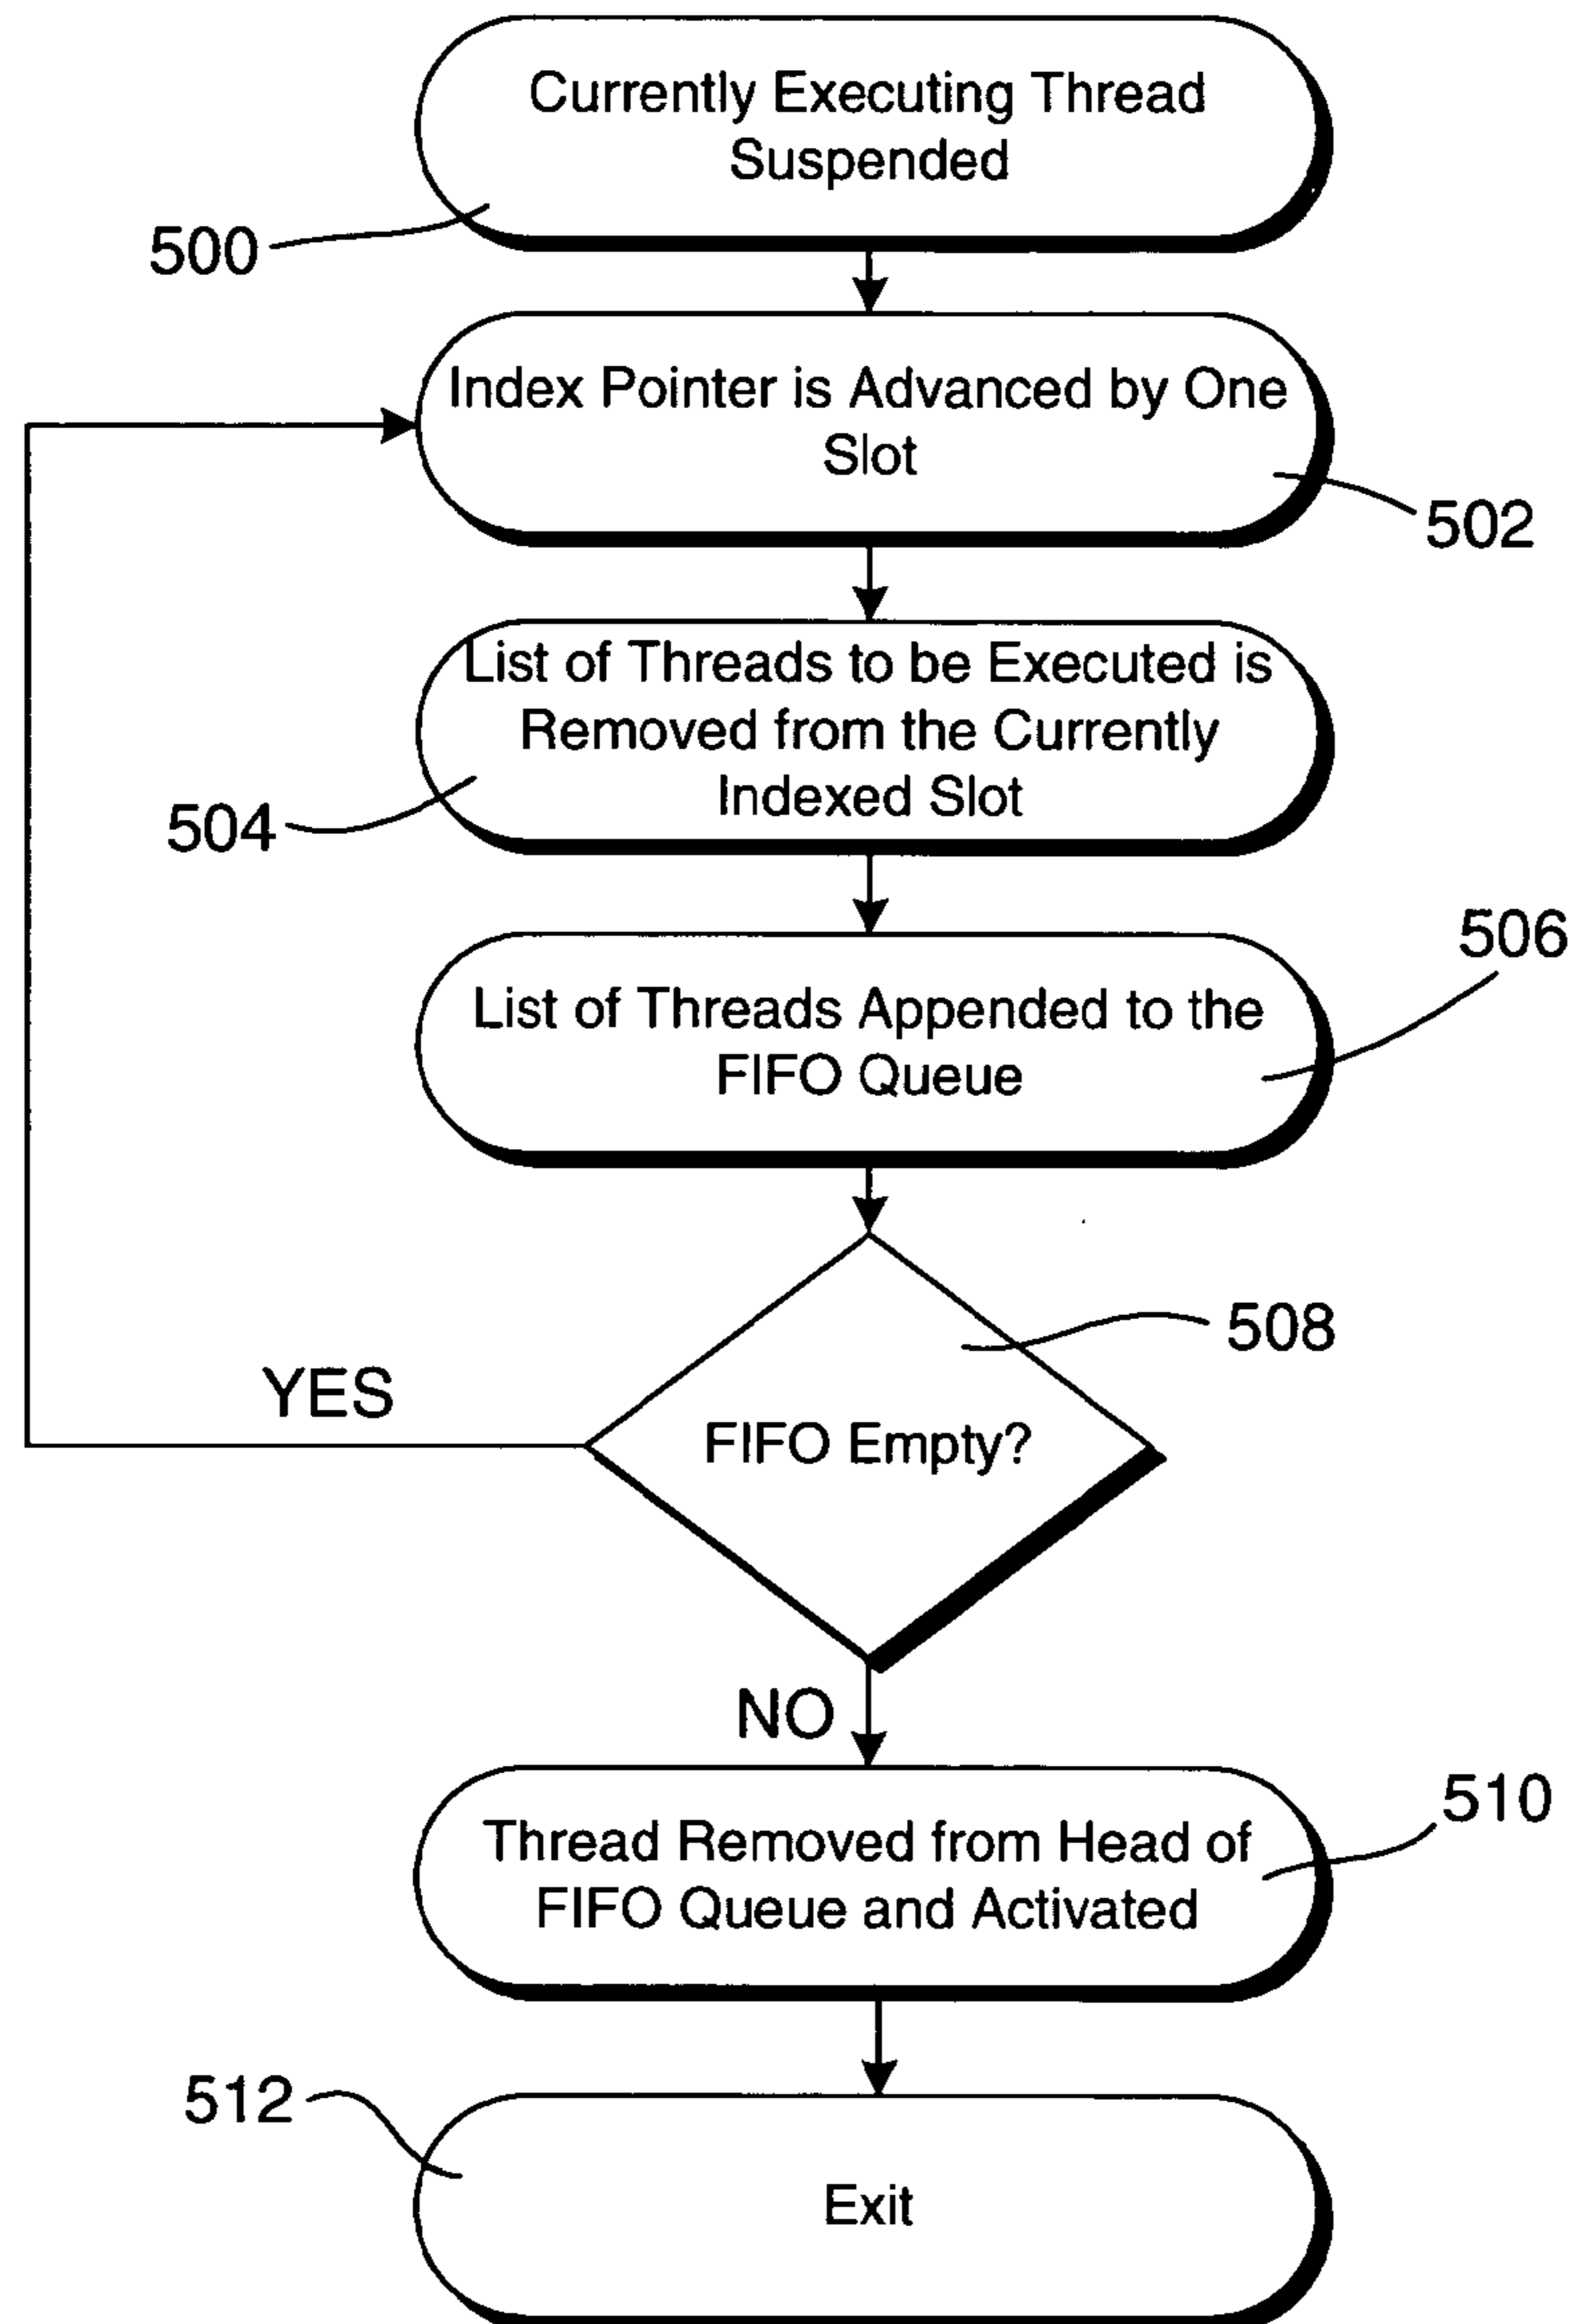 Currently Executing Thread
Suspended
500
Index Pointer is Advanced by One
Slot
502
List of Threads to be Executed is
Removed from the Currently
Indexed Slot
504
506
List of Threads Appended to the
FIFO Queue
508
YES
FIFO Empty?
NO
510
Thread Removed from Head of
FIFO Queue and Activated
512
Exit